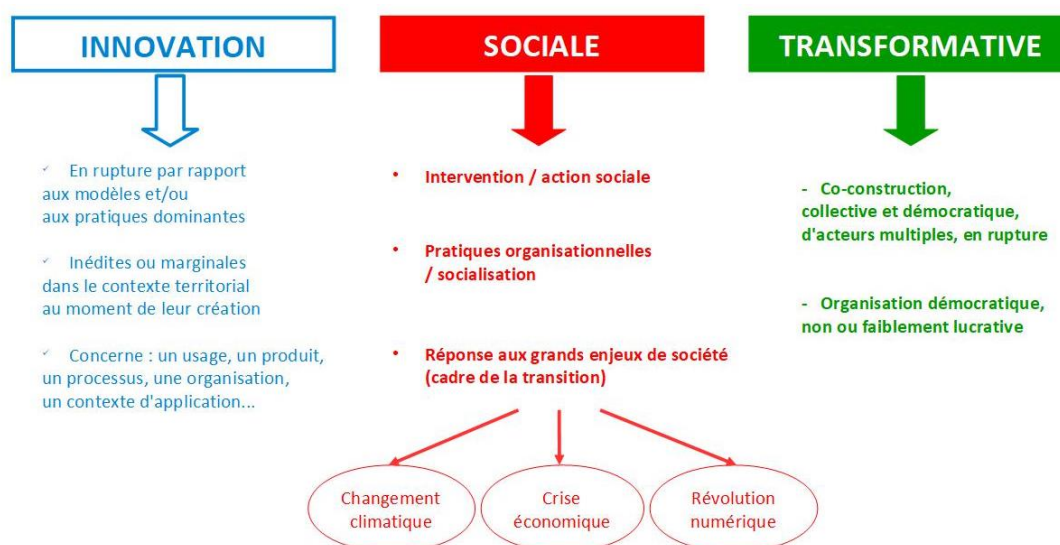 INNOVATION
✓ En rupture par rapport
aux modèles et/ou
aux pratiques dominantes
✓ Inédites ou marginales
dans le contexte territorial
au moment de leur création
✓ Concerne : un usage, un produit,
un processus, une organisation,
un contexte d'application...
SOCIALE
• Intervention / action sociale
• Pratiques organisationnelles
/ socialisation
• Réponse aux grands enjeux de société
(cadre de la transition)
Changement
climatique
Crise
économique
Révolution
numérique
TRANSFORMATIVE
- Co-construction,
collective et démocratique,
d'acteurs multiples, en rupture
- Organisation démocratique,
non ou faiblement lucrative